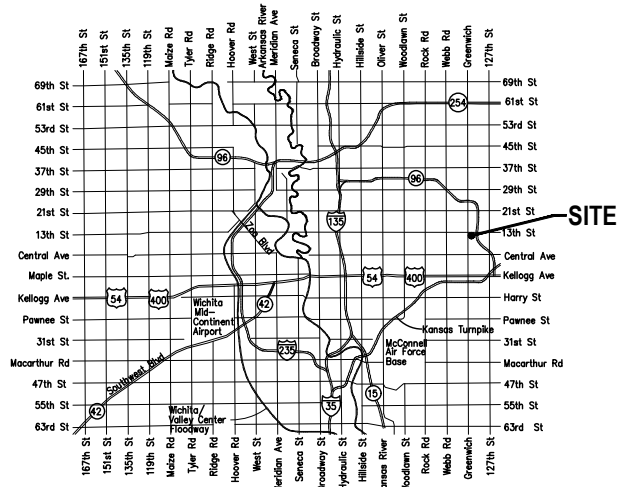 167th St
151st St
135th St
119th St
Maize Rd
Tyler Rd
Ridge Rd
Hoover Rd
West St
Arkansas River
Meridian Ave
Seneca St
Broadway St
Hydraulic St
Hillside St
Oliver St
Woodlawn St
Rock Rd
Webb Rd
Greenwich
127th St
69th St
61st St
53rd St
45th St
37th St
29th St
21st St
13th St
Central Ave
Maple St.
Kellogg Ave
Pawnee St
31st St
Macarthur Rd
47th St
55th St
63rd St
69th St
61st St
53rd St
45th St
37th St
29th St
21st St
13th St
Central Ave
Kellogg Ave
Harry St
Pawnee St
31st St
Macarthur Rd
47th St
55th St
63rd St
SITE
254
96
96
135
Zoo Blvd
54
400
54
400
Wichita
Mid-
Continent
Airport
42
Kansas Turnpike
McConnell
Air Force
Base
235
Southwest Blvd
15
35
42
Wichita/
Valley Center
Floodway
167th St
151st St
135th St
119th St
Maize Rd
Tyler Rd
Ridge Rd
Hoover Rd
West St
eridian Ave
Seneca St
roadway St
ydraulic St
Hillside St
nsas River
oodlawn St
Rock Rd
Webb Rd
Greenwich
127th St